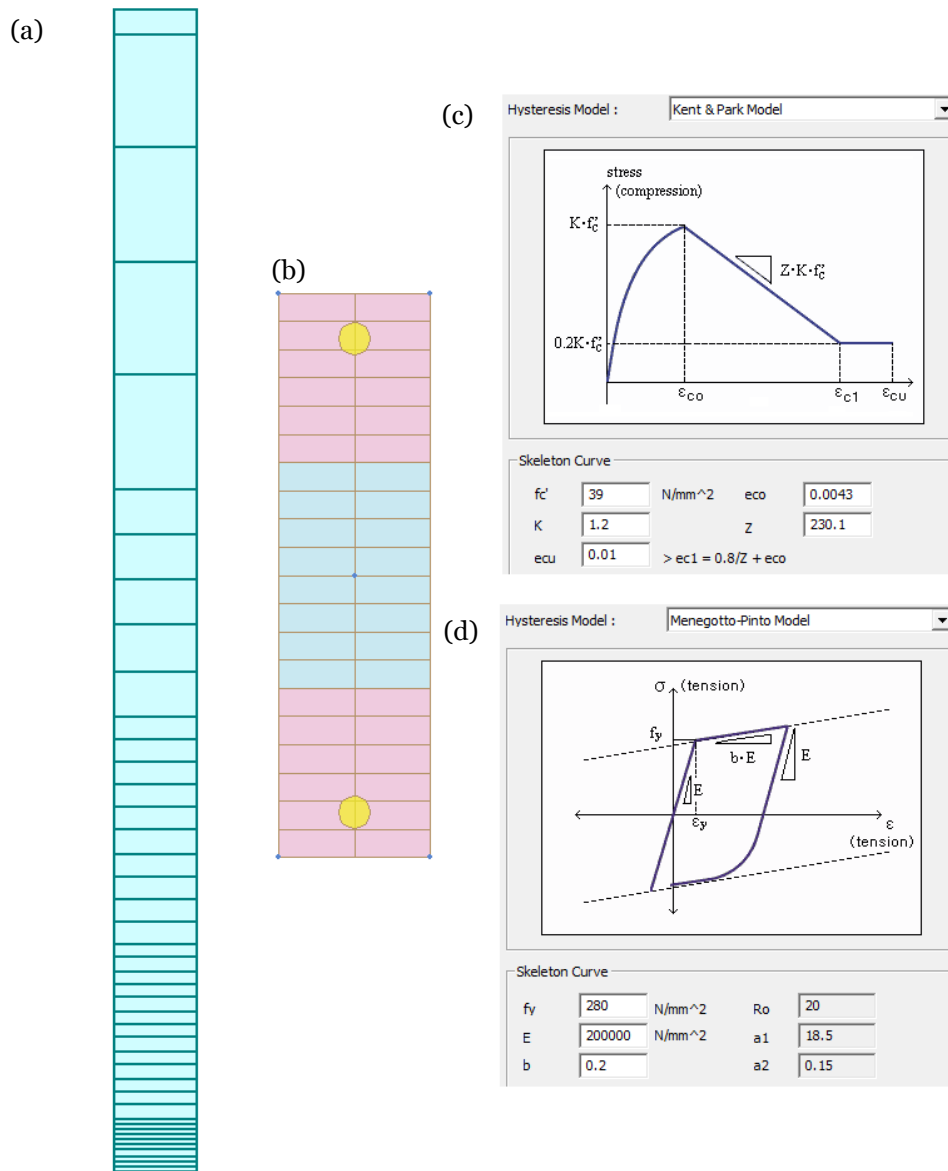 (a)
(b)
(c)
Hysteresis Model : Kent & Park Model
stress
(compression)
K·f'c
Z·K·f'c
0.2K·f'c
εco
εc1
εcu
Skeleton Curve
fc' 39 N/mm^2 eco 0.0043
K 1.2 Z 230.1
ecu 0.01 > ec1 = 0.8/Z + eco
(d)
Hysteresis Model : Menegotto-Pinto Model
σ (tension)
fy
b·E
E
E
εy
ε
(tension)
Skeleton Curve
fy 280 N/mm^2 Ro 20
E 200000 N/mm^2 a1 18.5
b 0.2 a2 0.15